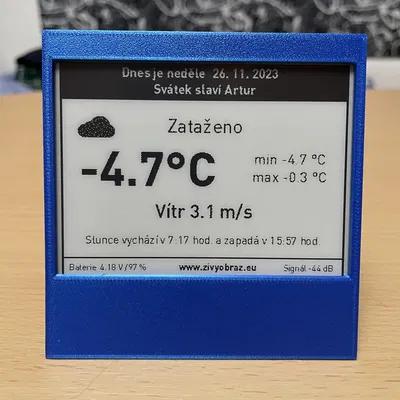 Dnes je neděle 26. 11. 2023
Svátek slaví Artur
Zataženo
-4.7°C
min -4.7 °C
max -0.3 °C
Vítr 3.1 m/s
Slunce vychází v 7:17 hod. a zapadá v 15:57 hod.
Baterie 4.18 V/97 % www.zivyobraz.eu Signál -44 dB